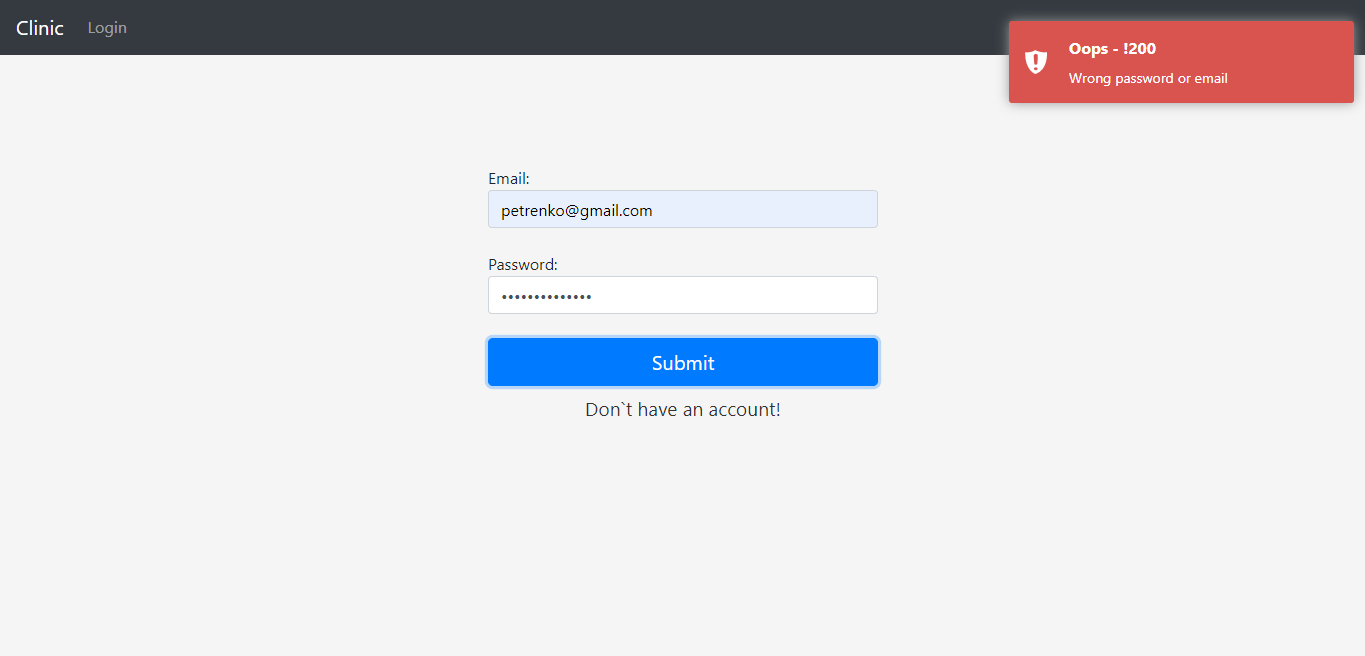 Clinic Login
Oops - !200
Wrong password or email
Email:
petrenko@gmail.com
Password:
••••••••••••••
Submit
Don`t have an account!